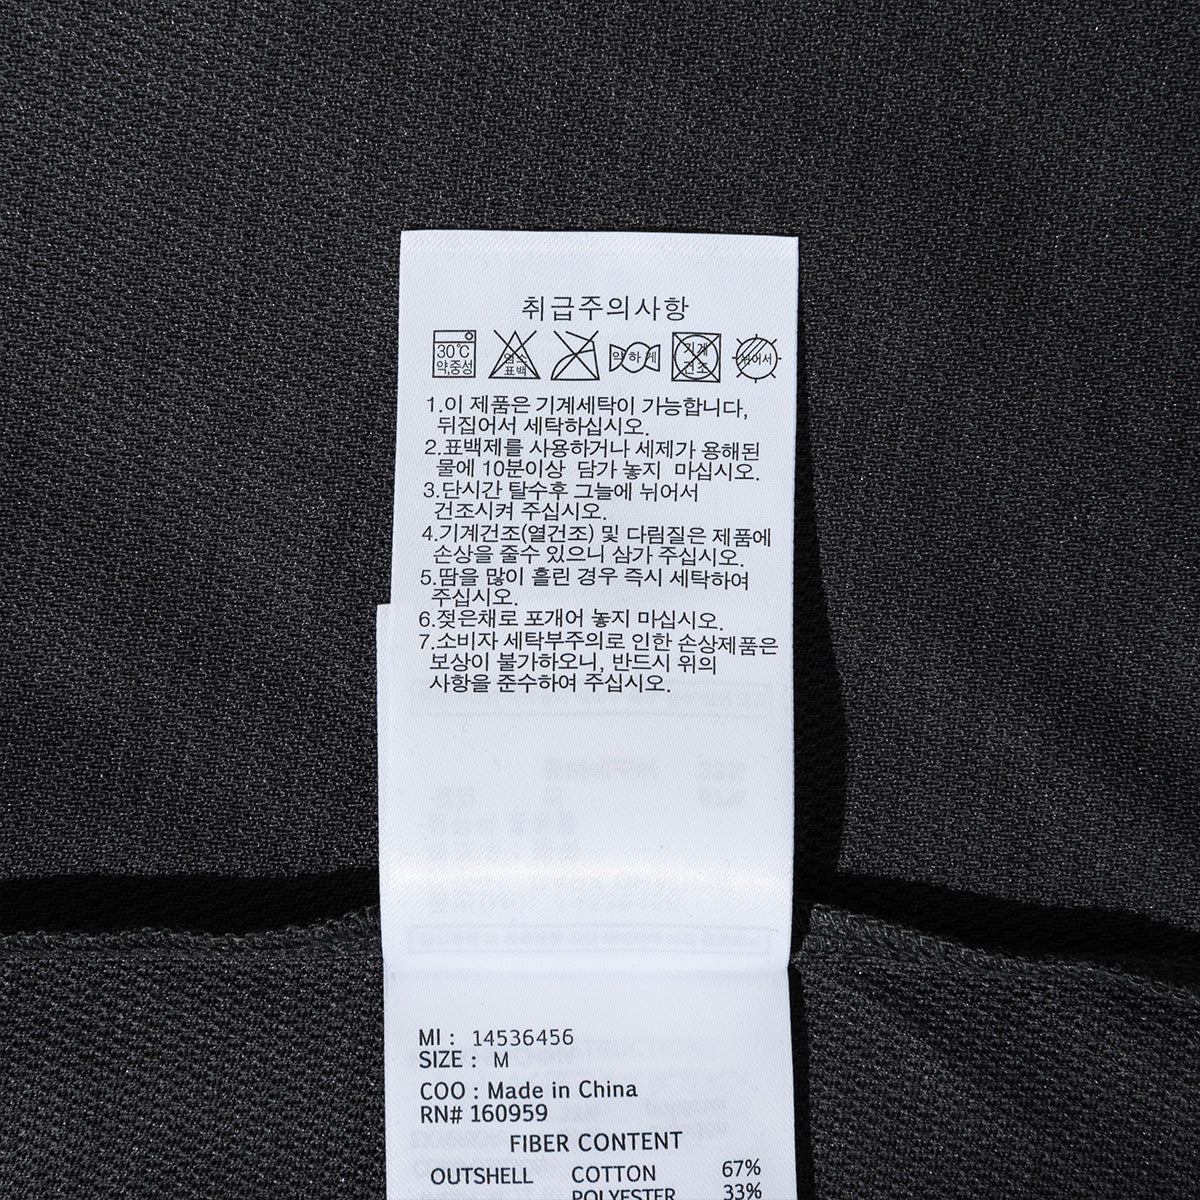 취급주의사항
30℃ 약,중성
염소 표백
약하게
기계 건조
뉘어서
1.이 제품은 기계세탁이 가능합니다,
뒤집어서 세탁하십시오.
2.표백제를 사용하거나 세제가 용해된
물에 10분이상 담가 놓지 마십시오.
3.단시간 탈수후 그늘에 뉘어서
건조시켜 주십시오.
4.기계건조(열건조) 및 다림질은 제품에
손상을 줄수 있으니 삼가 주십시오.
5.땀을 많이 흘린 경우 즉시 세탁하여
주십시오.
6.젖은채로 포개어 놓지 마십시오.
7.소비자 세탁부주의로 인한 손상제품은
보상이 불가하오니, 반드시 위의
사항을 준수하여 주십시오.
MI : 14536456
SIZE : M
COO : Made in China
RN# 160959
FIBER CONTENT
OUTSHELL COTTON 67%
POLYESTER 33%